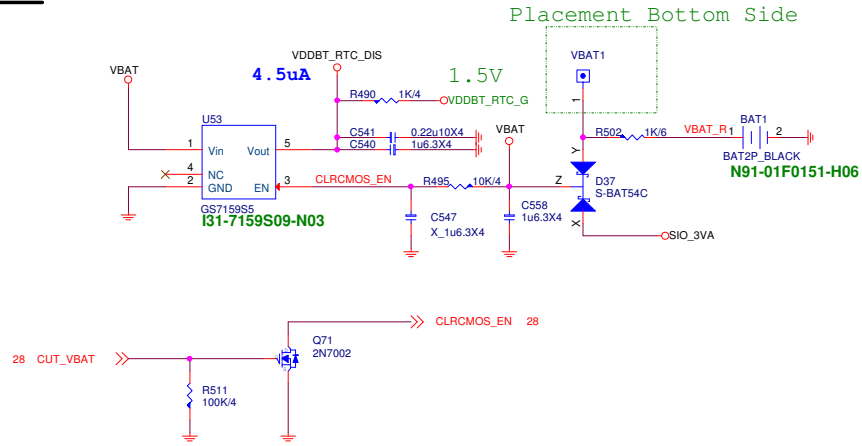 Placement Bottom Side
VDDBT_RTC_DIS
VBAT1
VBAT
4.5uA
1.5V
R490 1K/4
VDDBT_RTC_G
1
U53
C541 0.22u10X4
VBAT
BAT1
R502 1K/6 VBAT_R 1 2
1 Vin Vout 5
C540 1u6.3X4
Y
BAT2P_BLACK
4 NC
N91-01F0151-H06
2 GND EN 3 CLRCMOS_EN R495 10K/4 Z D37
S-BAT54C
GS7159S5
I31-7159S09-N03
C547
C558
X_1u6.3X4
1u6.3X4
X
SIO_3VA
CLRCMOS_EN 28
Q71
2N7002
28 CUT_VBAT
R511
100K/4